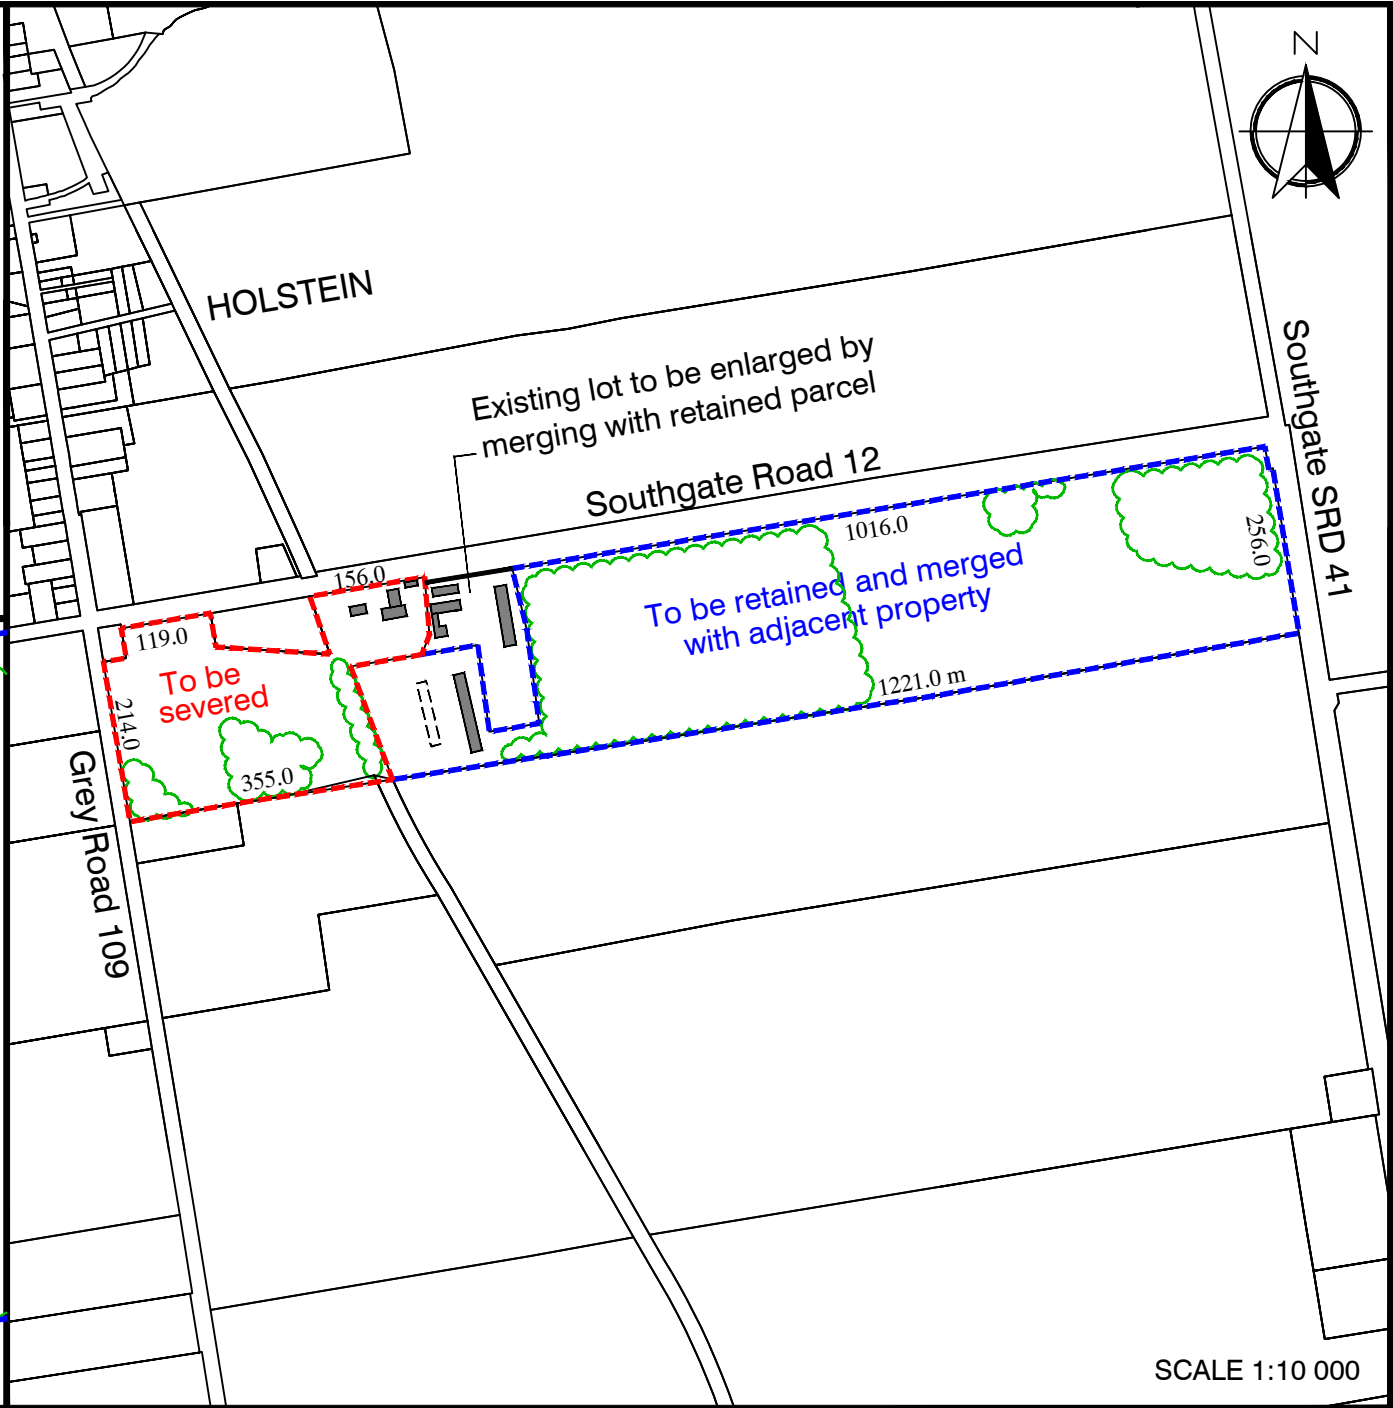 N
HOLSTEIN
Existing lot to be enlarged by
merging with retained parcel
Southgate Road 12
Southgate SRD 41
1016.0
256.0
156.0
119.0
To be retained and merged
with adjacent property
To be
severed
1221.0 m
214.0
355.0
Grey Road 109
SCALE 1:10 000